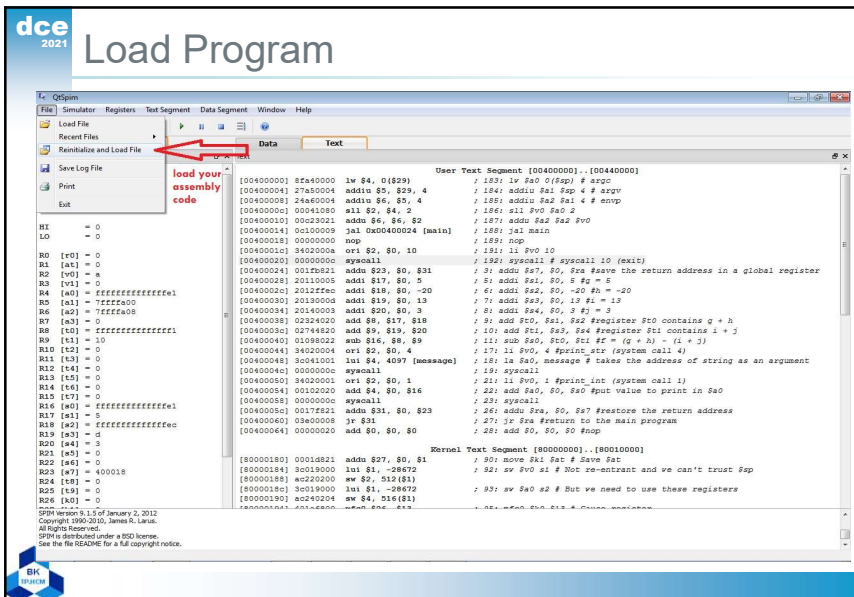 dce
2021
Load Program
QtSpim
File Simulator Registers Text Segment Data Segment Window Help
Load File
Recent Files
Reinitialize and Load File
Save Log File
Print
Exit
load your
assembly
code
Data Text
Text
HI = 0
LO = 0
R0 [r0] = 0
R1 [at] = 0
R2 [v0] = a
R3 [v1] = 0
R4 [a0] = ffffffffffffffe1
R5 [a1] = 7ffffa00
R6 [a2] = 7ffffa08
R7 [a3] = 0
R8 [t0] = fffffffffffffff1
R9 [t1] = 10
R10 [t2] = 0
R11 [t3] = 0
R12 [t4] = 0
R13 [t5] = 0
R14 [t6] = 0
R15 [t7] = 0
R16 [s0] = ffffffffffffffe1
R17 [s1] = 5
R18 [s2] = ffffffffffffffec
R19 [s3] = d
R20 [s4] = 3
R21 [s5] = 0
R22 [s6] = 0
R23 [s7] = 400018
R24 [t8] = 0
R25 [t9] = 0
R26 [k0] = 0
User Text Segment [00400000]..[00440000]
[00400000] 8fa40000 lw $4, 0($29) ; 183: lw $a0 0($sp) # argc
[00400004] 27a50004 addiu $5, $29, 4 ; 184: addiu $a1 $sp 4 # argv
[00400008] 24a60004 addiu $6, $5, 4 ; 185: addiu $a2 $a1 4 # envp
[0040000c] 00041080 sll $2, $4, 2 ; 186: sll $v0 $a0 2
[00400010] 00c23021 addu $6, $6, $2 ; 187: addu $a2 $a2 $v0
[00400014] 0c100009 jal 0x00400024 [main] ; 188: jal main
[00400018] 00000000 nop ; 189: nop
[0040001c] 3402000a ori $2, $0, 10 ; 191: li $v0 10
[00400020] 0000000c syscall ; 192: syscall # syscall 10 (exit)
[00400024] 001fb821 addu $23, $0, $31 ; 3: addu $s7, $0, $ra #save the return address in a global register
[00400028] 20110005 addi $17, $0, 5 ; 5: addi $s1, $0, 5 #g = 5
[0040002c] 2012ffec addi $18, $0, -20 ; 6: addi $s2, $0, -20 #h = -20
[00400030] 2013000d addi $19, $0, 13 ; 7: addi $s3, $0, 13 #i = 13
[00400034] 20140003 addi $20, $0, 3 ; 8: addi $s4, $0, 3 #j = 3
[00400038] 02324020 add $8, $17, $18 ; 9: add $t0, $s1, $s2 #register $t0 contains g + h
[0040003c] 02744820 add $9, $19, $20 ; 10: add $t1, $s3, $s4 #register $t1 contains i + j
[00400040] 01098022 sub $16, $8, $9 ; 11: sub $s0, $t0, $t1 #f = (g + h) - (i + j)
[00400044] 34020004 ori $2, $0, 4 ; 17: li $v0, 4 #print_str (system call 4)
[00400048] 3c041001 lui $4, 4097 [message] ; 18: la $a0, message # takes the address of string as an argument
[0040004c] 0000000c syscall ; 19: syscall
[00400050] 34020001 ori $2, $0, 1 ; 21: li $v0, 1 #print_int (system call 1)
[00400054] 00102020 add $4, $0, $16 ; 22: add $a0, $0, $s0 #put value to print in $a0
[00400058] 0000000c syscall ; 23: syscall
[0040005c] 0017f821 addu $31, $0, $23 ; 26: addu $ra, $0, $s7 #restore the return address
[00400060] 03e00008 jr $31 ; 27: jr $ra #return to the main program
[00400064] 00000020 add $0, $0, $0 ; 28: add $0, $0, $0 #nop
Kernel Text Segment [80000000]..[80010000]
[80000180] 0001d821 addu $27, $0, $1 ; 90: move $k1 $at # Save $at
[80000184] 3c019000 lui $1, -28672 ; 92: sw $v0 s1 # Not re-entrant and we can't trust $sp
[80000188] ac220200 sw $2, 512($1)
[8000018c] 3c019000 lui $1, -28672 ; 93: sw $a0 s2 # But we need to use these registers
[80000190] ac240204 sw $4, 516($1)
SPIM Version 9.1.5 of January 2, 2012
Copyright 1990-2010, James R. Larus.
All Rights Reserved.
SPIM is distributed under a BSD license.
See the file README for a full copyright notice.
BK
TP.HCM